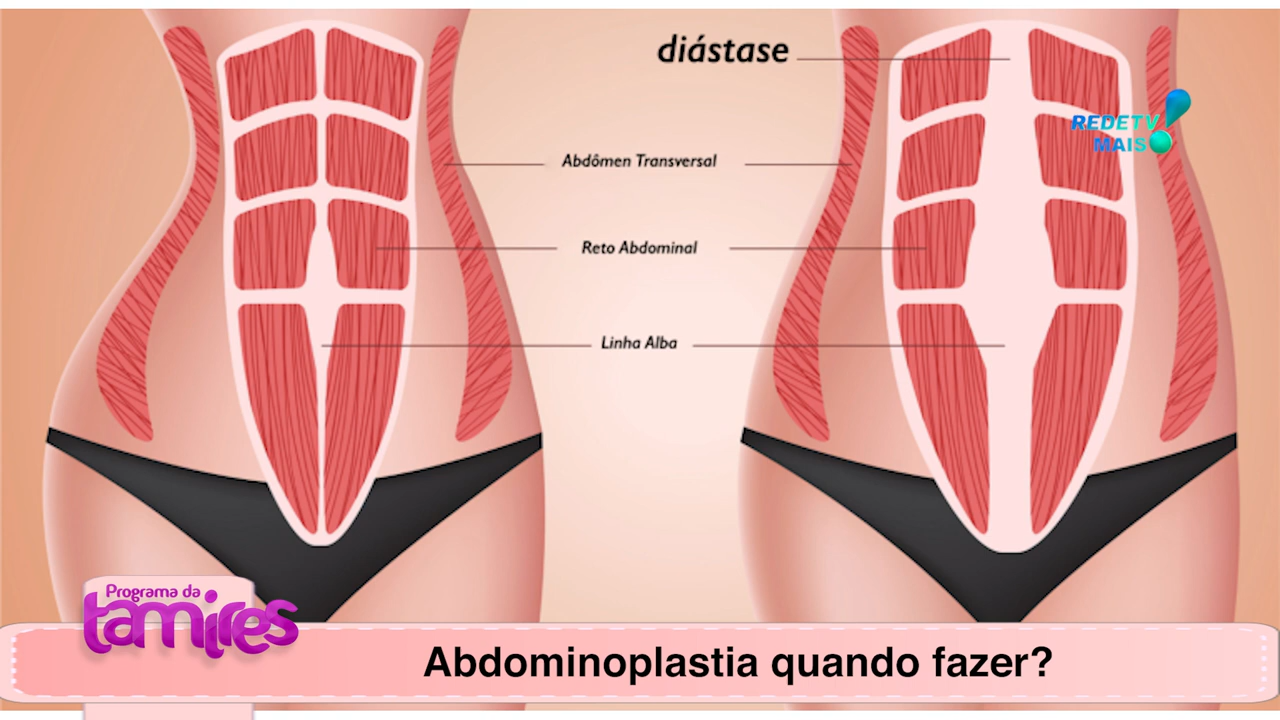 diástase
REDETV
MAIS
Abdômen Transversal
Reto Abdominal
Linha Alba
Programa da
tamires
Abdominoplastia quando fazer?